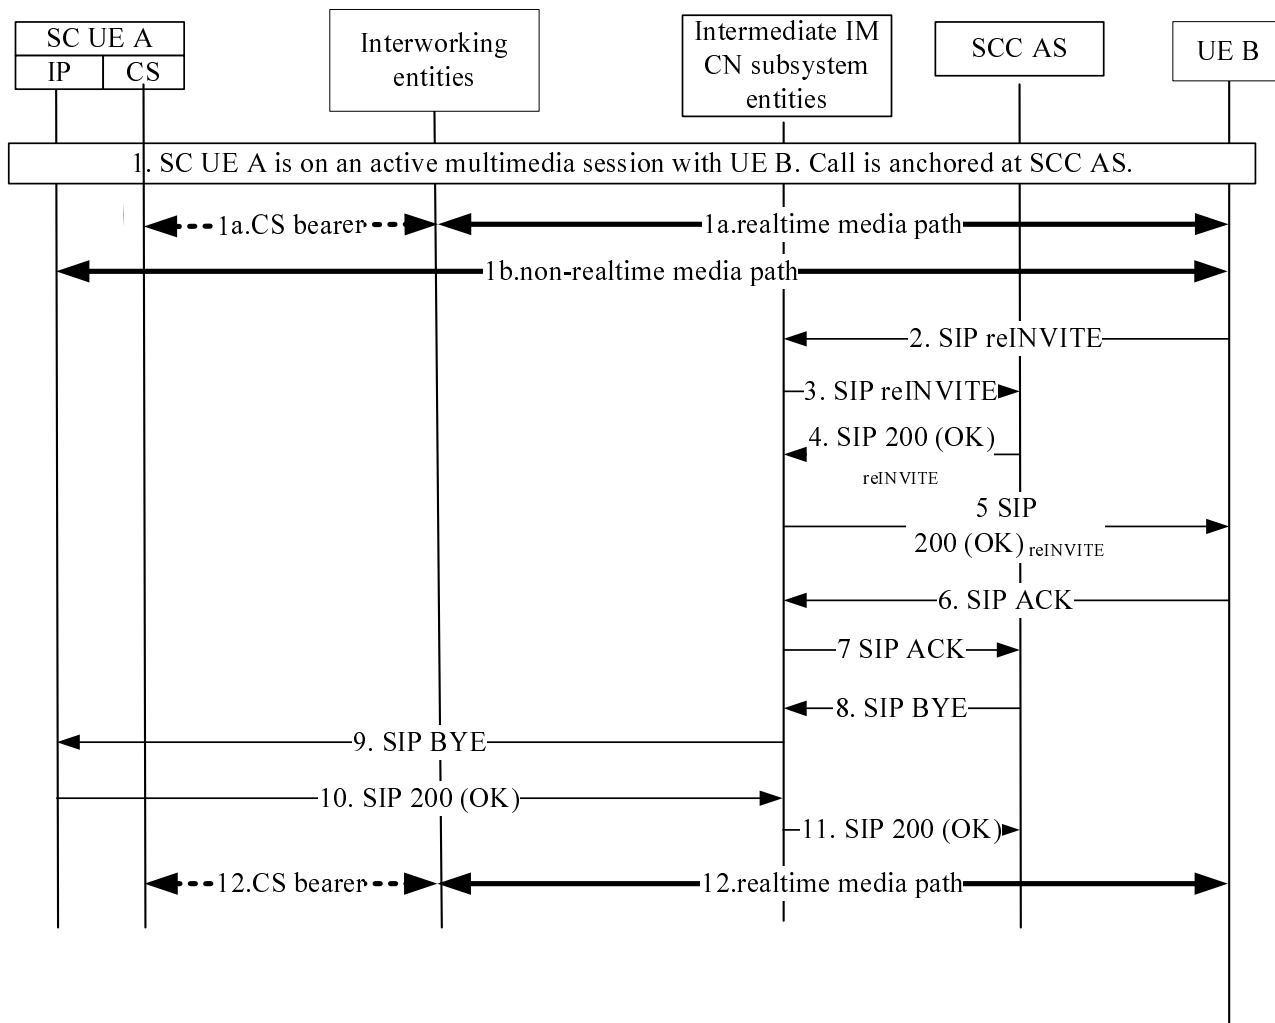 SC UE A
IP
CS
Interworking
entities
Intermediate IM
CN subsystem
entities
SCC AS
UE B
1. SC UE A is on an active multimedia session with UE B. Call is anchored at SCC AS.
1a.CS bearer
1a.realtime media path
1b.non-realtime media path
2. SIP reINVITE
3. SIP reINVITE
4. SIP 200 (OK)
reINVITE
5 SIP
200 (OK) reINVITE
6. SIP ACK
7 SIP ACK
8. SIP BYE
9. SIP BYE
10. SIP 200 (OK)
11. SIP 200 (OK)
12.CS bearer
12.realtime media path